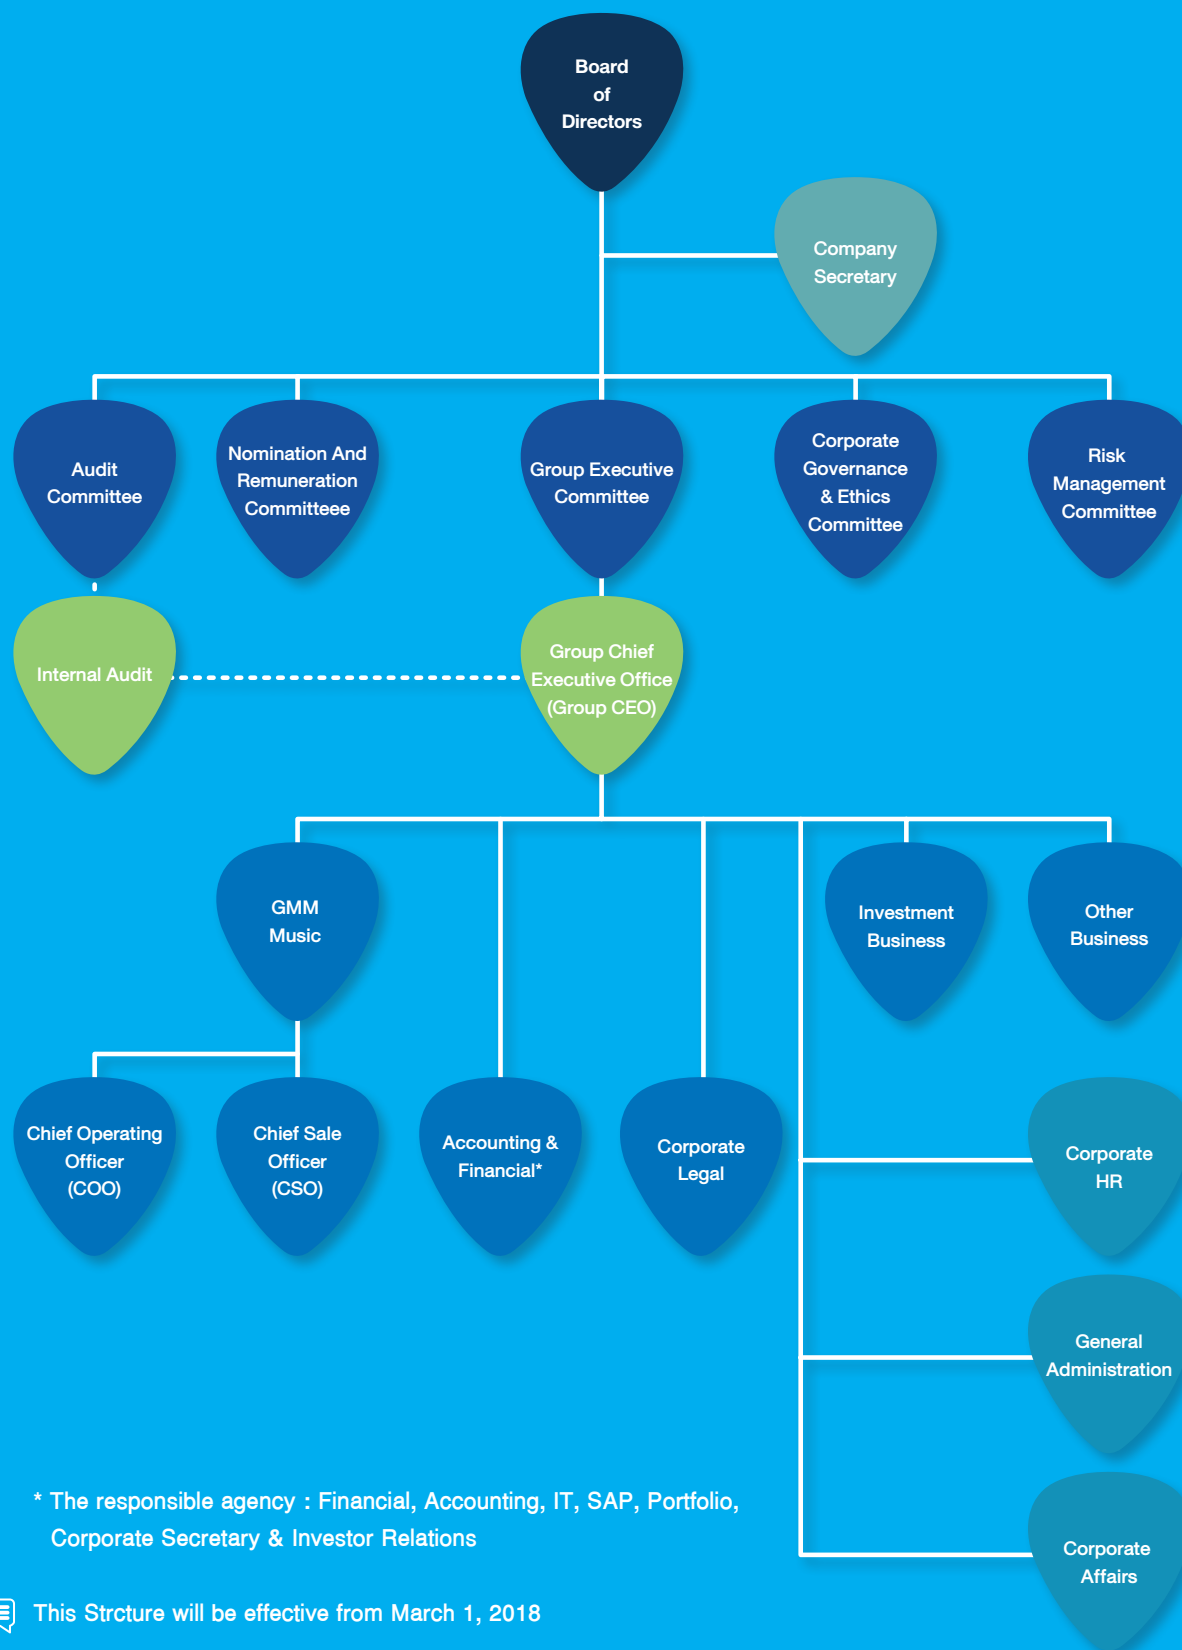 Board
of
Directors
Company
Secretary
Audit
Committee
Nomination And
Remuneration
Committeee
Group Executive
Committee
Corporate
Governance
& Ethics
Committee
Risk
Management
Committee
Internal Audit
Group Chief
Executive Office
(Group CEO)
GMM
Music
Investment
Business
Other
Business
Chief Operating
Officer
(COO)
Chief Sale
Officer
(CSO)
Accounting &
Financial*
Corporate
Legal
Corporate
HR
General
Administration
Corporate
Affairs
* The responsible agency : Financial, Accounting, IT, SAP, Portfolio,
Corporate Secretary & Investor Relations
This Strcture will be effective from March 1, 2018